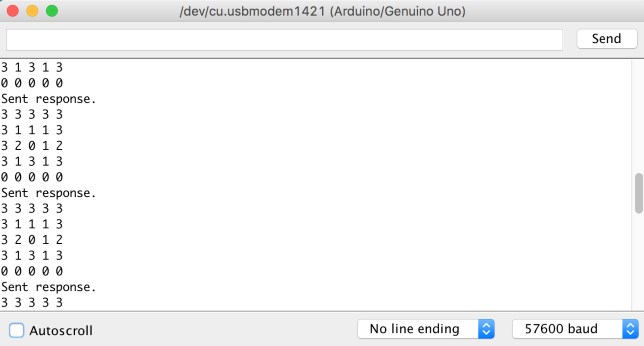 /dev/cu.usbmodem1421 (Arduino/Genuino Uno)
Send
3 1 3 1 3
0 0 0 0 0
Sent response.
3 3 3 3 3
3 1 1 1 3
3 2 0 1 2
3 1 3 1 3
0 0 0 0 0
Sent response.
3 3 3 3 3
3 1 1 1 3
3 2 0 1 2
3 1 3 1 3
0 0 0 0 0
Sent response.
3 3 3 3 3
Autoscroll
No line ending
57600 baud